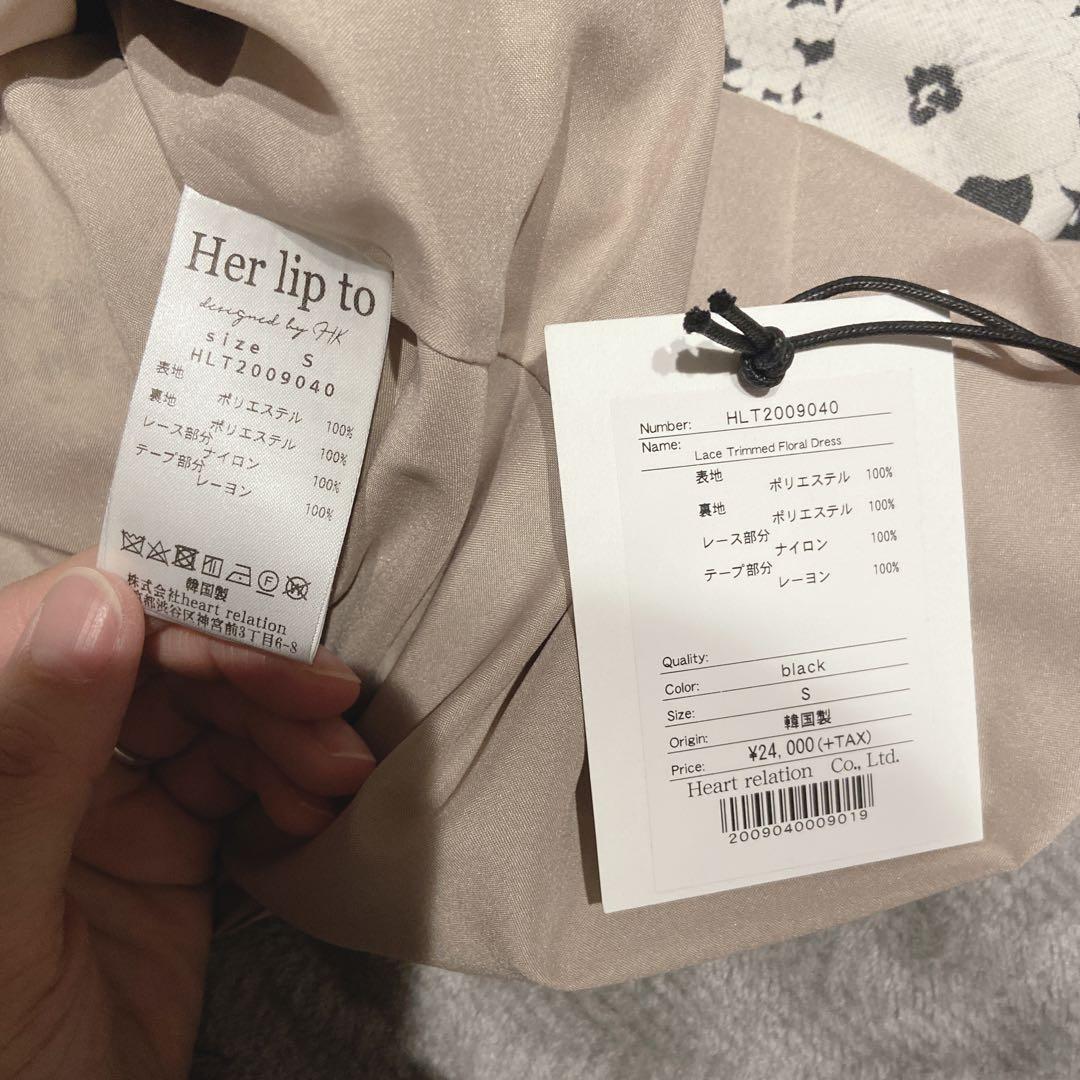 Her lip to
designed by HK
size S
HLT2009040
表地 ポリエステル 100%
裏地 ポリエステル 100%
レース部分 ナイロン 100%
テープ部分 レーヨン 100%
F
韓国製
株式会社heart relation
都渋谷区神宮前3丁目6-8
Number: HLT2009040
Name: Lace Trimmed Floral Dress
表地 ポリエステル 100%
裏地 ポリエステル 100%
レース部分 ナイロン 100%
テープ部分 レーヨン 100%
Quality:
Color: black
Size: S
Origin: 韓国製
Price: ¥24,000(+TAX)
Heart relation Co., Ltd.
2009040009019